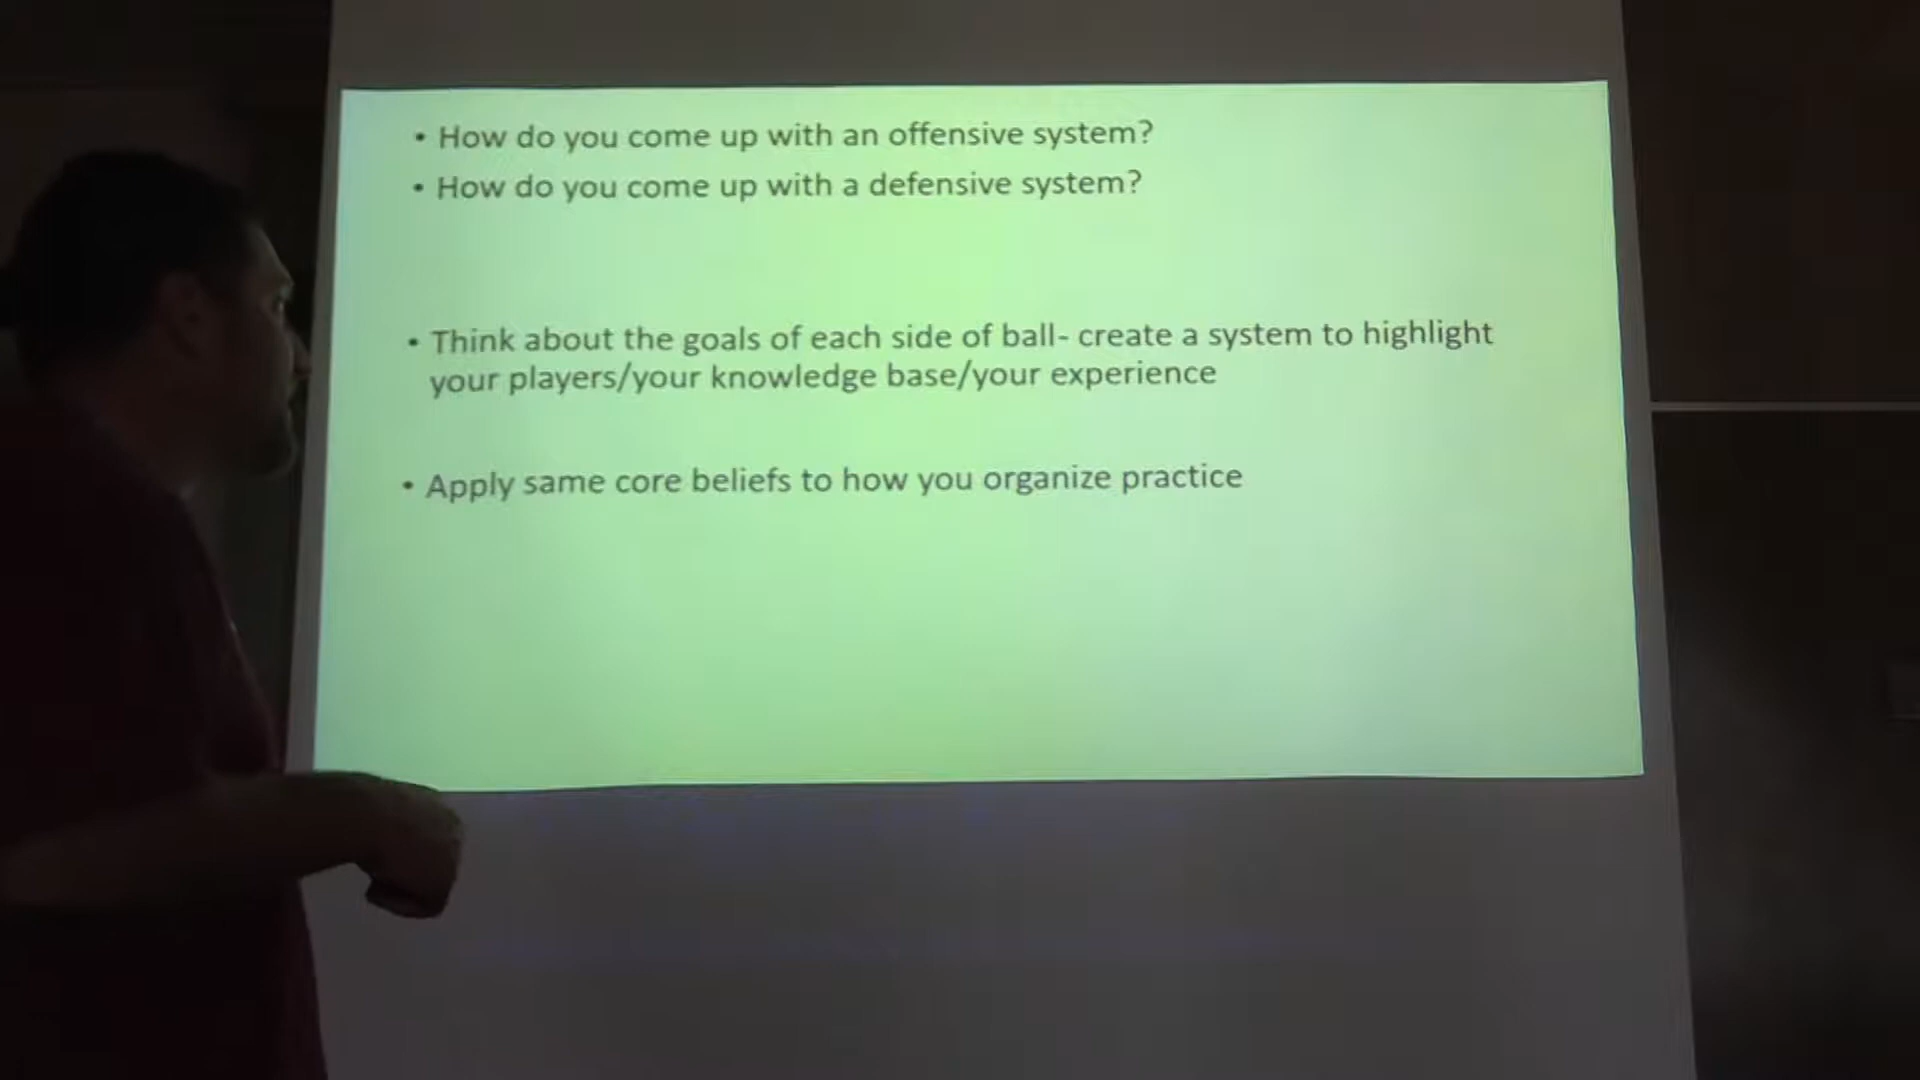 • How do you come up with an offensive system?
• How do you come up with a defensive system?
• Think about the goals of each side of ball- create a system to highlight
your players/your knowledge base/your experience
• Apply same core beliefs to how you organize practice